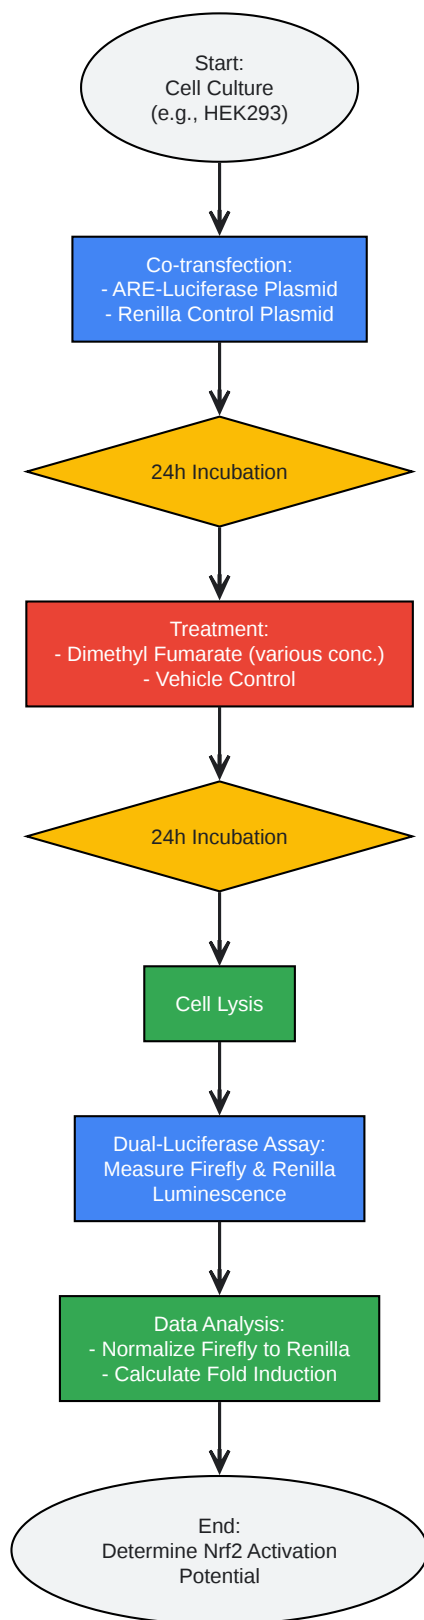 Start:
Cell Culture
(e.g., HEK293)
Co-transfection:
- ARE-Luciferase Plasmid
- Renilla Control Plasmid
24h Incubation
Treatment:
- Dimethyl Fumarate (various conc.)
- Vehicle Control
24h Incubation
Cell Lysis
Dual-Luciferase Assay:
Measure Firefly & Renilla
Luminescence
Data Analysis:
- Normalize Firefly to Renilla
- Calculate Fold Induction
End:
Determine Nrf2 Activation
Potential